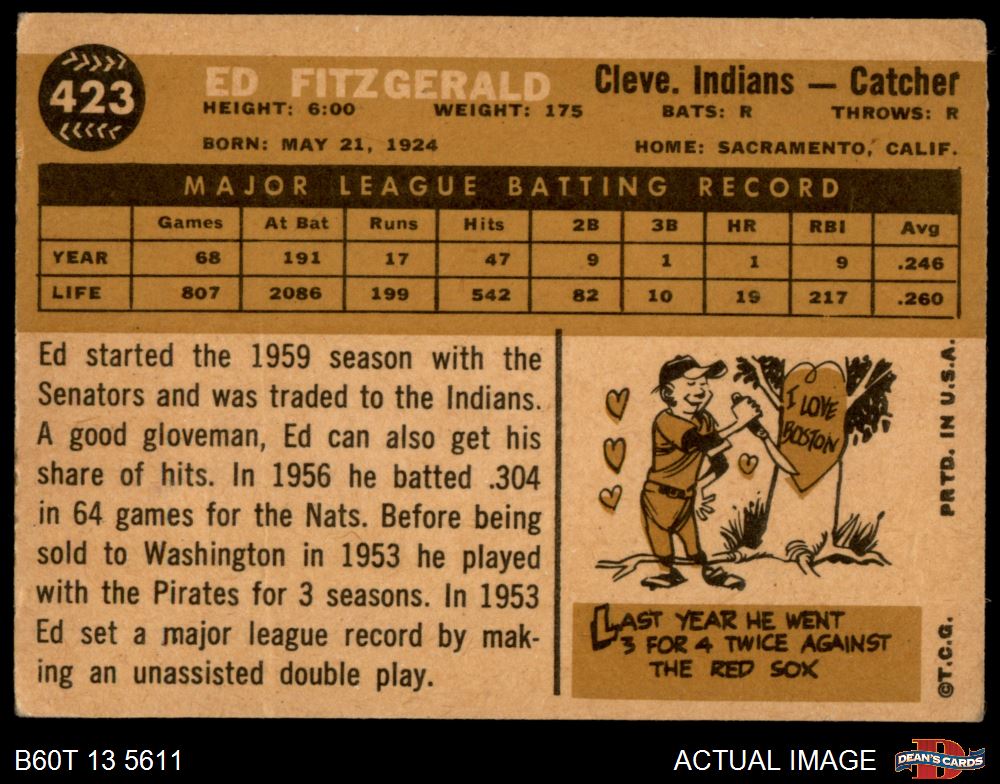 423
ED FITZGERALD
Cleve. Indians — Catcher
HEIGHT: 6:00 WEIGHT: 175 BATS: R THROWS: R
BORN: MAY 21, 1924 HOME: SACRAMENTO, CALIF.
MAJOR LEAGUE BATTING RECORD
Games At Bat Runs Hits 2B 3B HR RBI Avg
YEAR 68 191 17 47 9 1 1 9 .246
LIFE 807 2086 199 542 82 10 19 217 .260
Ed started the 1959 season with the
Senators and was traded to the Indians.
A good gloveman, Ed can also get his
share of hits. In 1956 he batted .304
in 64 games for the Nats. Before being
sold to Washington in 1953 he played
with the Pirates for 3 seasons. In 1953
Ed set a major league record by mak-
ing an unassisted double play.
I LOVE
BOSTON
LAST YEAR HE WENT
3 FOR 4 TWICE AGAINST
THE RED SOX
©T.C.G. PRTD. IN U.S.A.
B60T 13 5611
ACTUAL IMAGE
D
DEAN'S CARDS